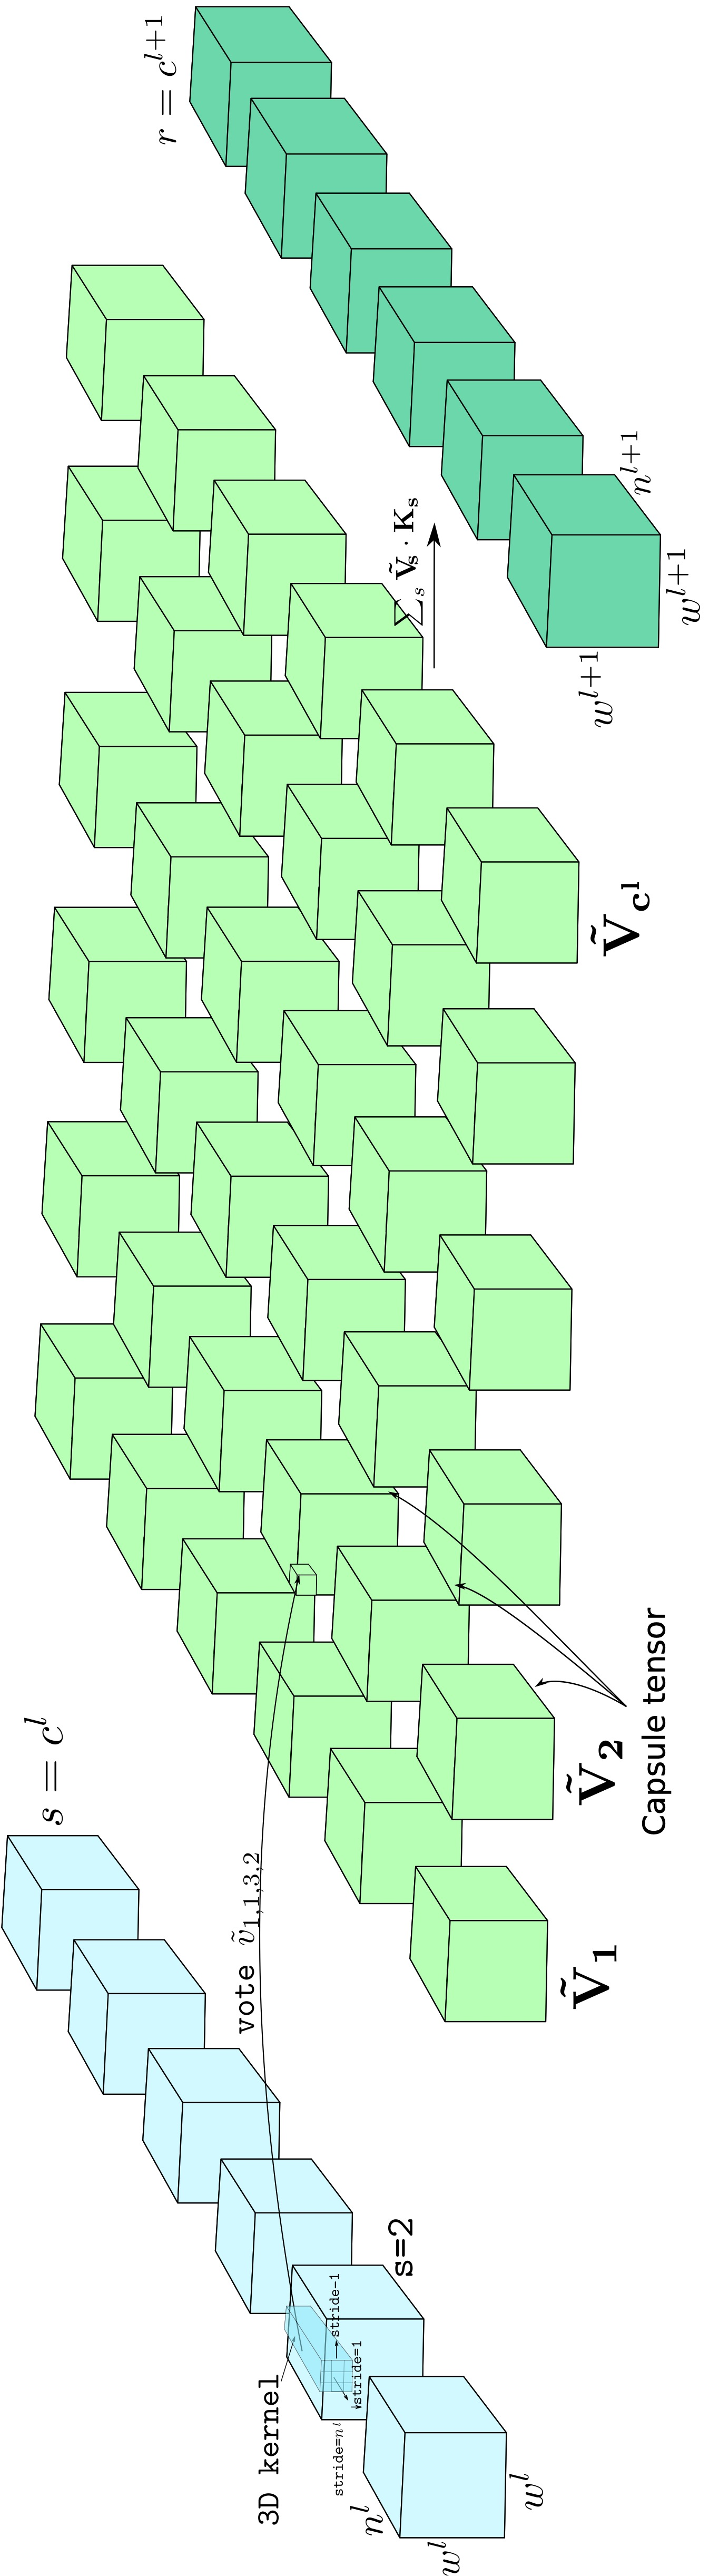 r = c^{l+1}
n^{l+1}
w^{l+1}
w^{l+1}
∑_s Ṽ_s · K_s
Ṽ_{c^l}
s = c^l
vote ṽ_{1,1,3,2}
Ṽ_2
Capsule tensor
Ṽ_1
s=2
stride-1
stride=1
3D kernel
stride=n^l
n^l
w^l
w^l